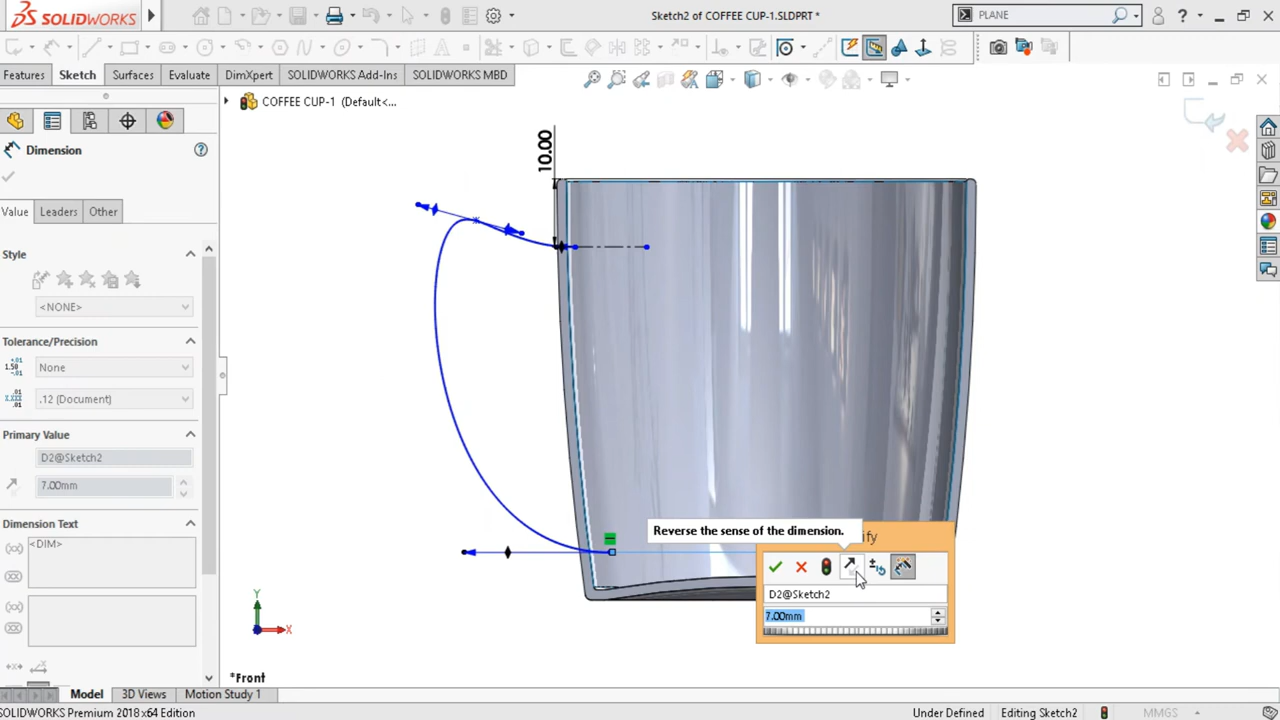 SOLIDWORKS
Sketch2 of COFFEE CUP-1.SLDPRT *
PLANE
?
Features
Sketch
Surfaces
Evaluate
DimXpert
SOLIDWORKS Add-Ins
SOLIDWORKS MBD
COFFEE CUP-1 (Default<...
Dimension
?
Value
Leaders
Other
Style
<NONE>
Tolerance/Precision
None
.12 (Document)
Primary Value
D2@Sketch2
7.00mm
Dimension Text
<DIM>
10.00
Reverse the sense of the dimension.
ify
D2@Sketch2
7.00mm
Y
X
*Front
Model
3D Views
Motion Study 1
SOLIDWORKS Premium 2018 x64 Edition
Under Defined
Editing Sketch2
MMGS